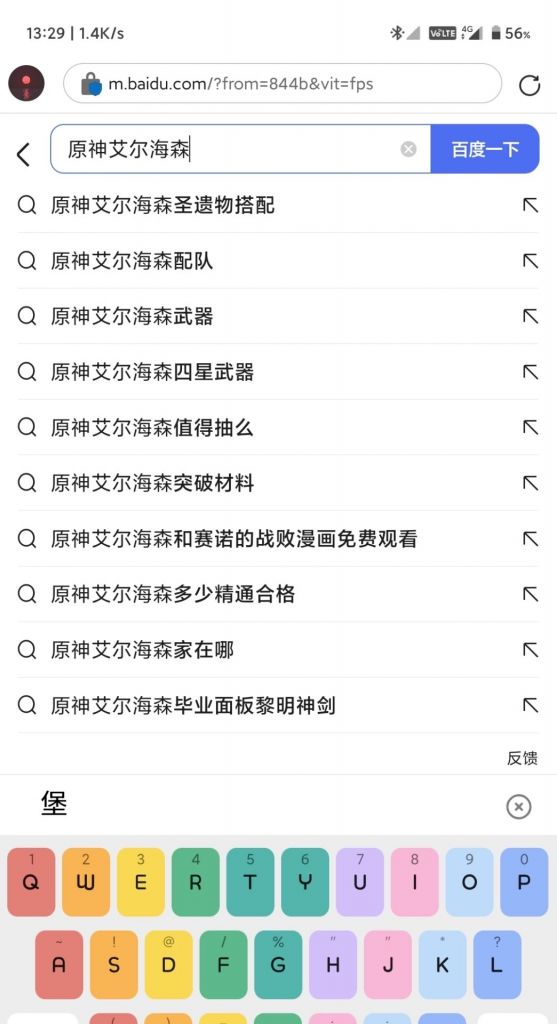 13:29 | 1.4K/s
VoLTE 4G 56%
m.baidu.com/?from=844b&vit=fps
原神艾尔海森
百度一下
原神艾尔海森圣遗物搭配
原神艾尔海森配队
原神艾尔海森武器
原神艾尔海森四星武器
原神艾尔海森值得抽么
原神艾尔海森突破材料
原神艾尔海森和赛诺的战败漫画免费观看
原神艾尔海森多少精通合格
原神艾尔海森家在哪
原神艾尔海森毕业面板黎明神剑
反馈
堡
1 2 3 4 5 6 7 8 9 0
Q W E R T Y U I O P
~ ! @ / % " " * ?
A S D F G H J K L